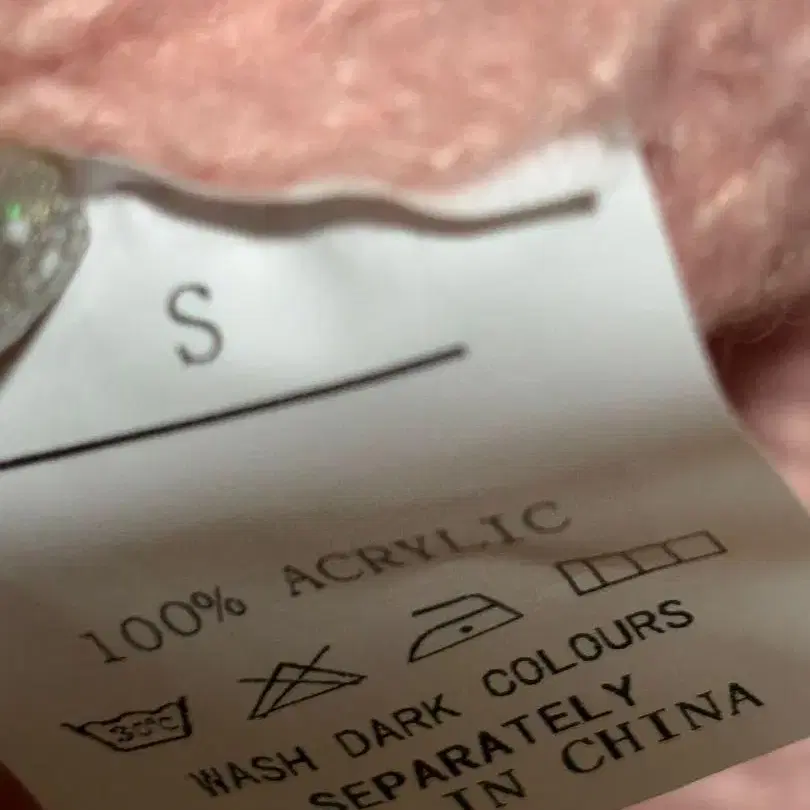 S
100% ACRYLIC
30°C
WASH DARK COLOURS
SEPARATELY
IN CHINA